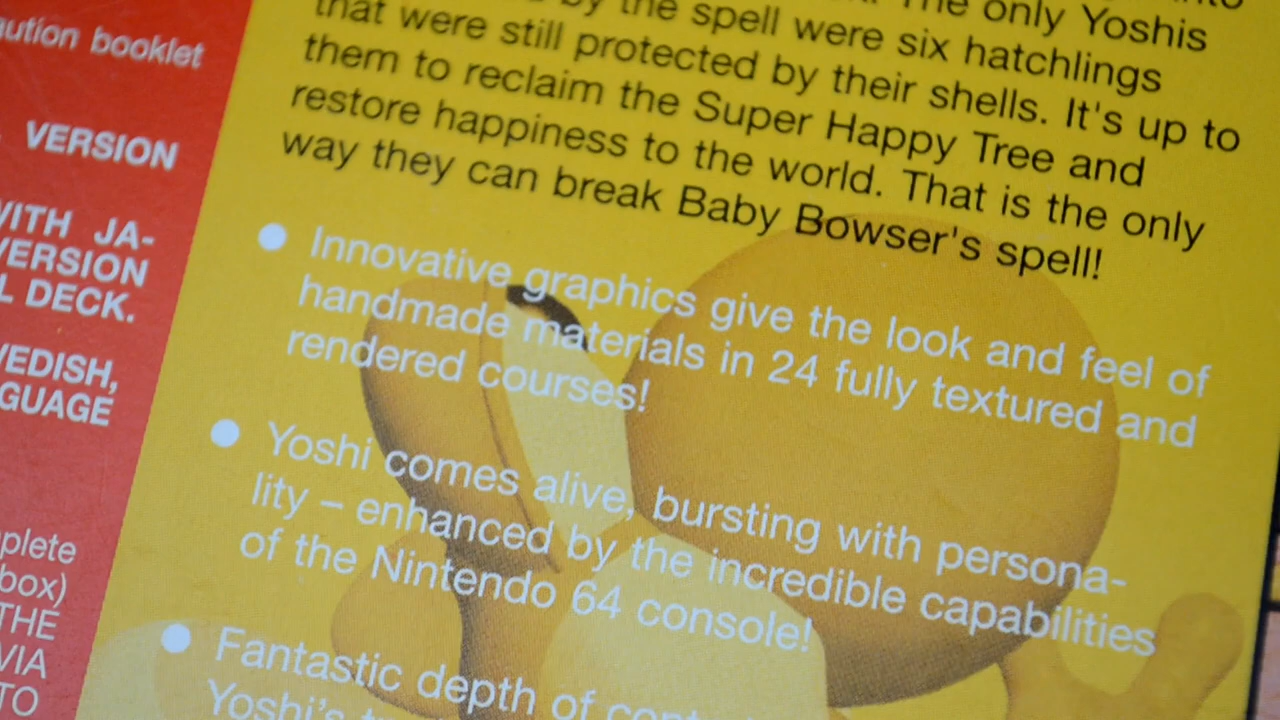 aution booklet
VERSION
WITH JA-
VERSION
L DECK.
VEDISH,
GUAGE
plete
box)
THE
VIA
TO
by the spell were six hatchlings
The only Yoshis
that were still protected by their shells. It's up to
them to reclaim the Super Happy Tree and
restore happiness to the world. That is the only
way they can break Baby Bowser's spell!
● Innovative graphics give the look and feel of
handmade materials in 24 fully textured and
rendered courses!
● Yoshi comes alive, bursting with persona-
lity – enhanced by the incredible capabilities
of the Nintendo 64 console!
● Fantastic depth of
Yoshi's